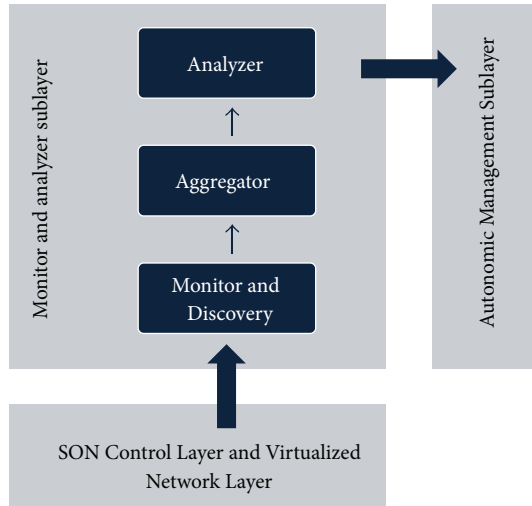 Monitor and analyzer sublayer
Analyzer
Aggregator
Monitor and
Discovery
Autonomic Management Sublayer
SON Control Layer and Virtualized
Network Layer